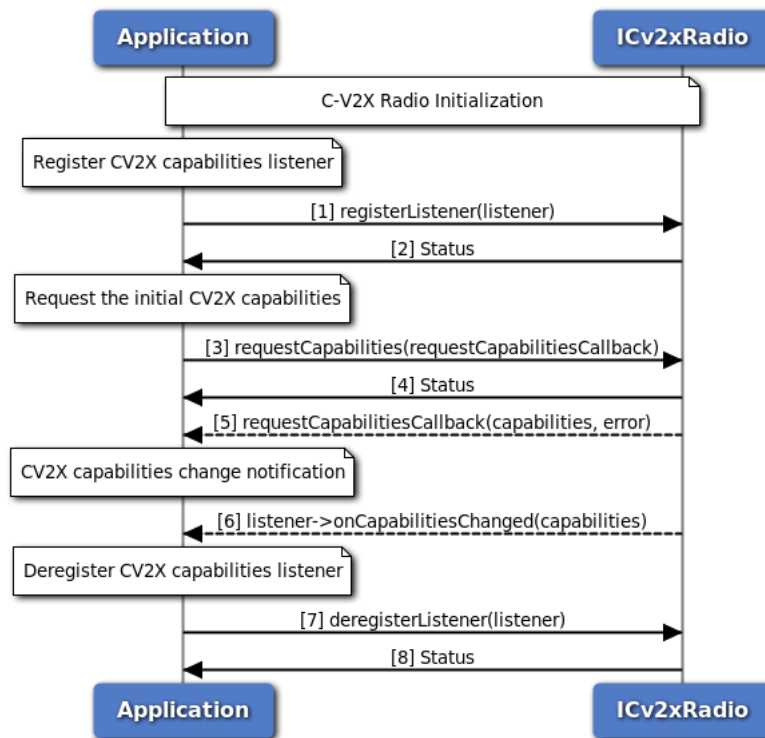 Application
ICv2xRadio
C-V2X Radio Initialization
Register CV2X capabilities listener
[1] registerListener(listener)
[2] Status
Request the initial CV2X capabilities
[3] requestCapabilities(requestCapabilitiesCallback)
[4] Status
[5] requestCapabilitiesCallback(capabilities, error)
CV2X capabilities change notification
[6] listener->onCapabilitiesChanged(capabilities)
Deregister CV2X capabilities listener
[7] deregisterListener(listener)
[8] Status
Application
ICv2xRadio